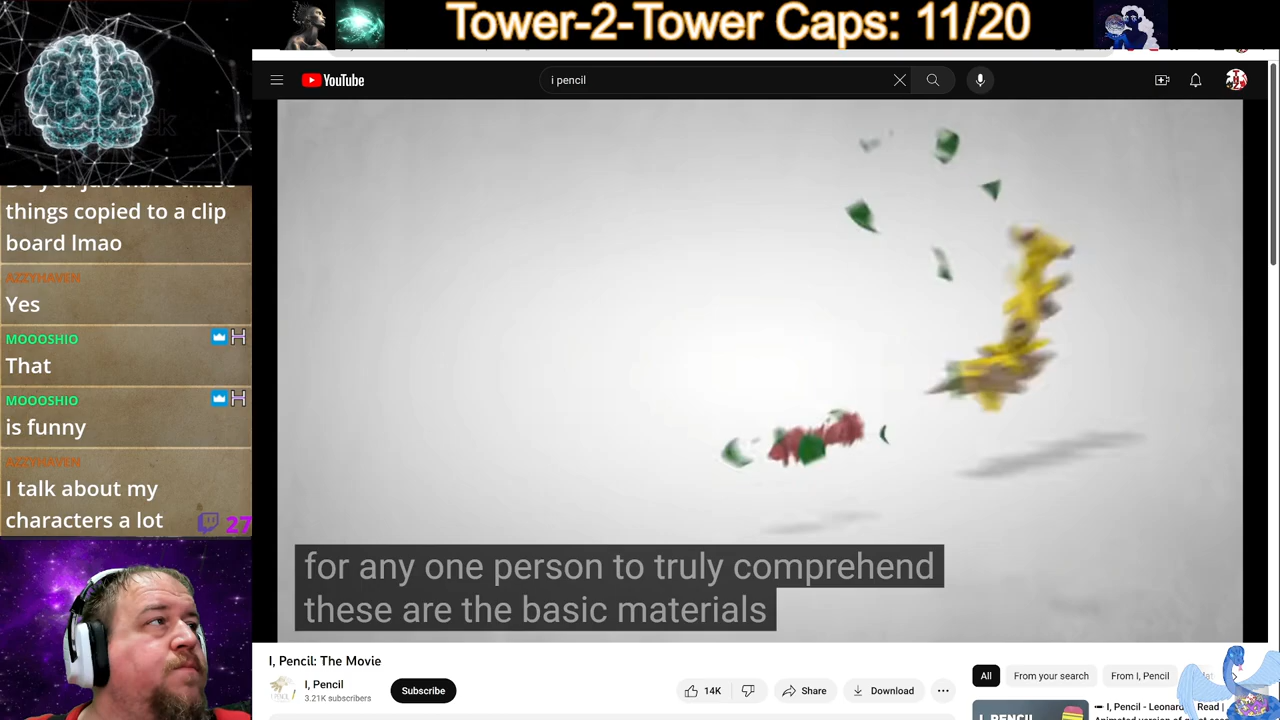 Tower-2-Tower Caps: 11/20
YouTube
i pencil
things copied to a clip
board lmao
AZZYHAVEN
Yes
MOOOSHIO
That
MOOOSHIO
is funny
AZZYHAVEN
I talk about my
characters a lot
27
for any one person to truly comprehend
these are the basic materials
I, Pencil: The Movie
I, Pencil
3.21K subscribers
Subscribe
14K
Share
Download
All
From your search
From I, Pencil
I, Pencil - Leonard
Read |